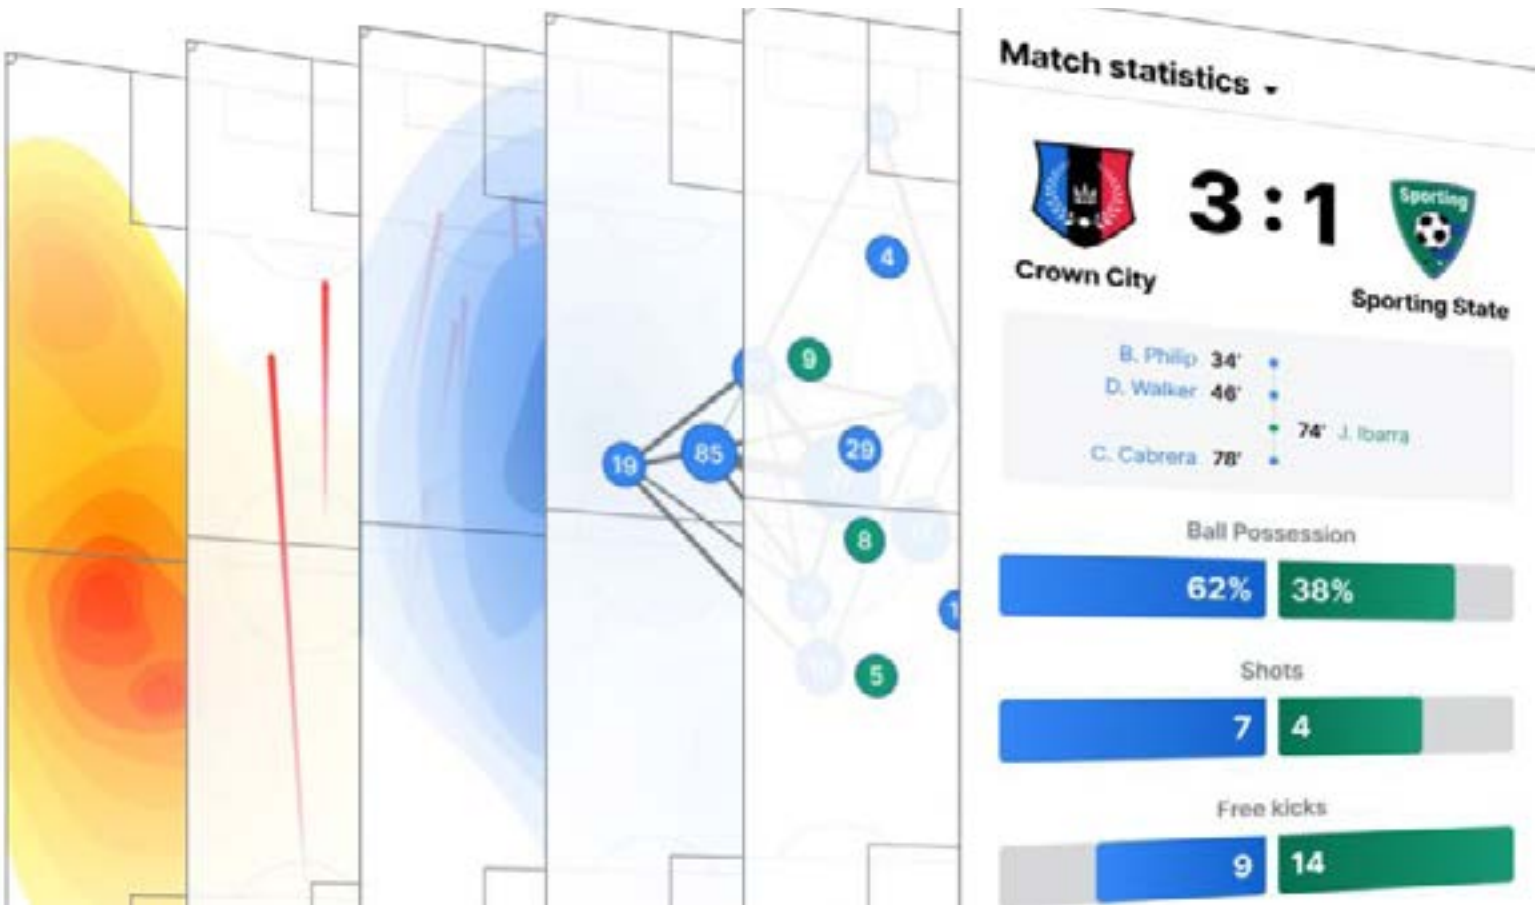 Match statistics
3 : 1
Sporting
Crown City
Sporting State
B. Philip 34'
D. Walker 46'
74' J. Ibarra
C. Cabrera 78'
Ball Possession
62% 38%
Shots
7 4
Free kicks
9 14
4
9
19
85
29
8
5